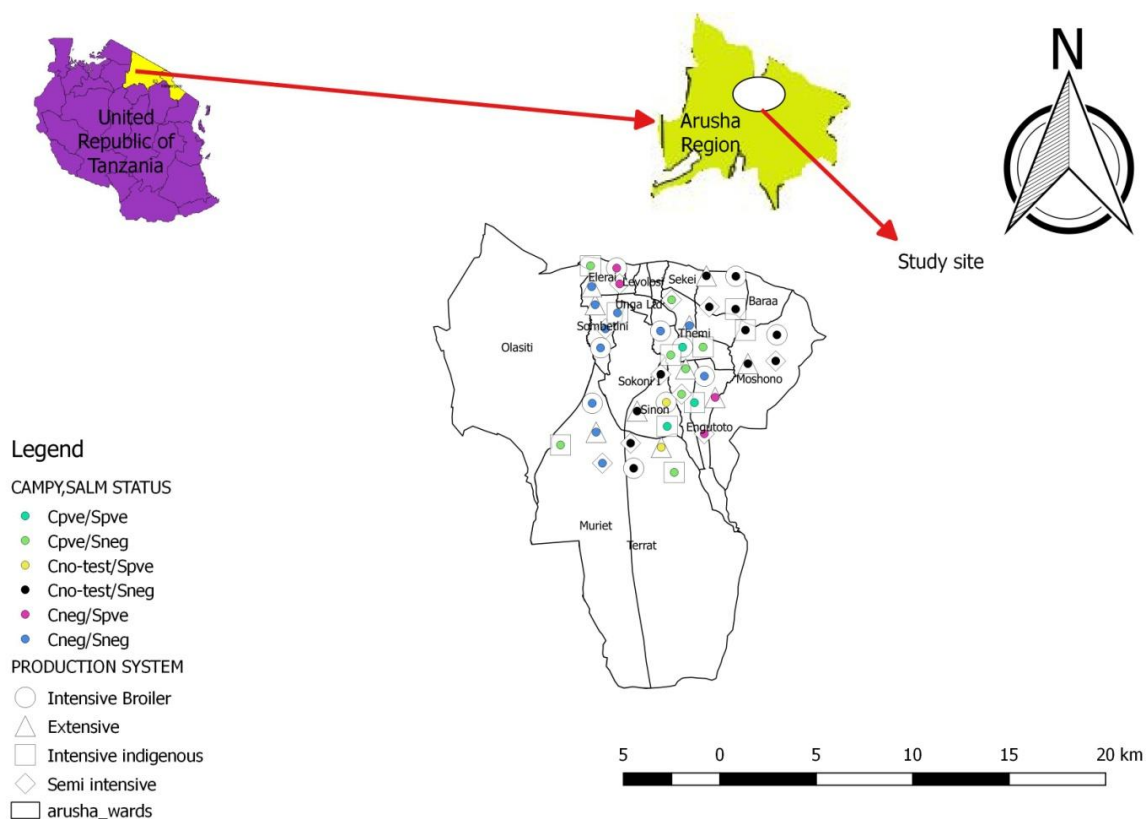 United
Republic of
Tanzania
Arusha
Region
N
Study site
Elerai
Levolosi
Sekei
Baraa
Unga Ltd
Sombetini
Themi
Olasiti
Moshono
Sokoni I
Sinon
Engutoto
Muriet
Terrat
Legend
CAMPY,SALM STATUS
Cpve/Spve
Cpve/Sneg
Cno-test/Spve
Cno-test/Sneg
Cneg/Spve
Cneg/Sneg
PRODUCTION SYSTEM
Intensive Broiler
Extensive
Intensive indigenous
Semi intensive
arusha_wards
5 0 5 10 15 20 km